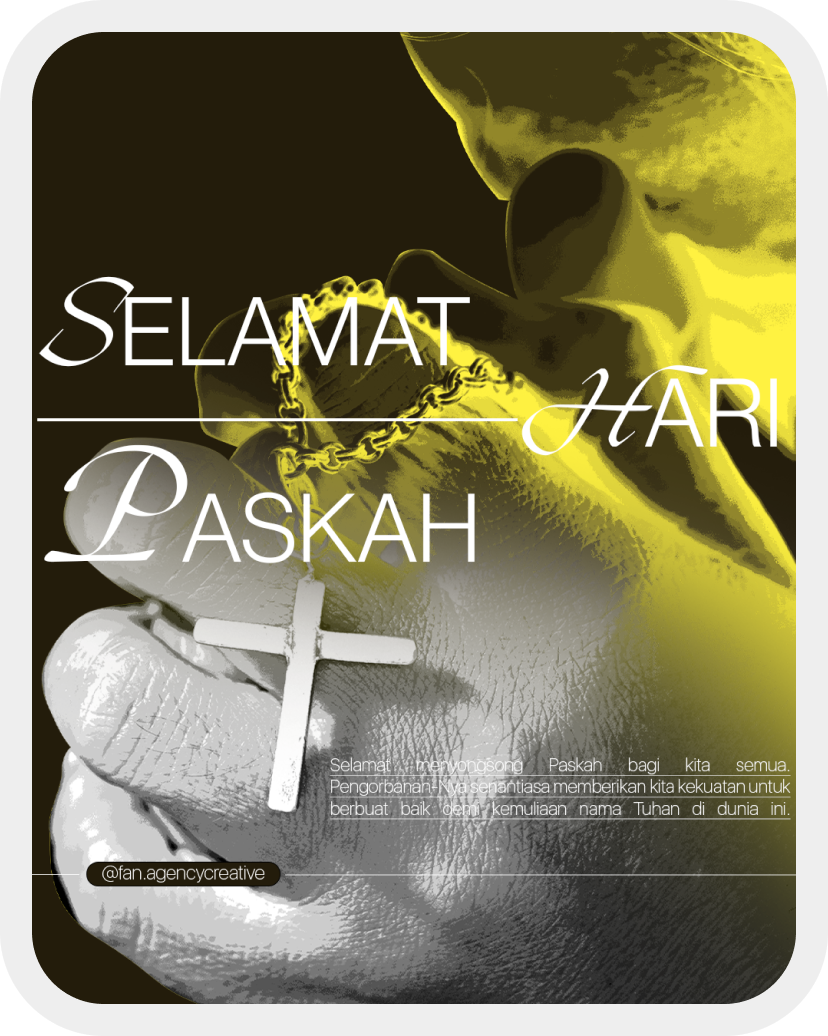 SELAMAT
HARI
PASKAH
Selamat menyongsong Paskah bagi kita semua.
Pengorbanan-Nya senantiasa memberikan kita kekuatan untuk
berbuat baik demi kemuliaan nama Tuhan di dunia ini.
@fan.agencycreative